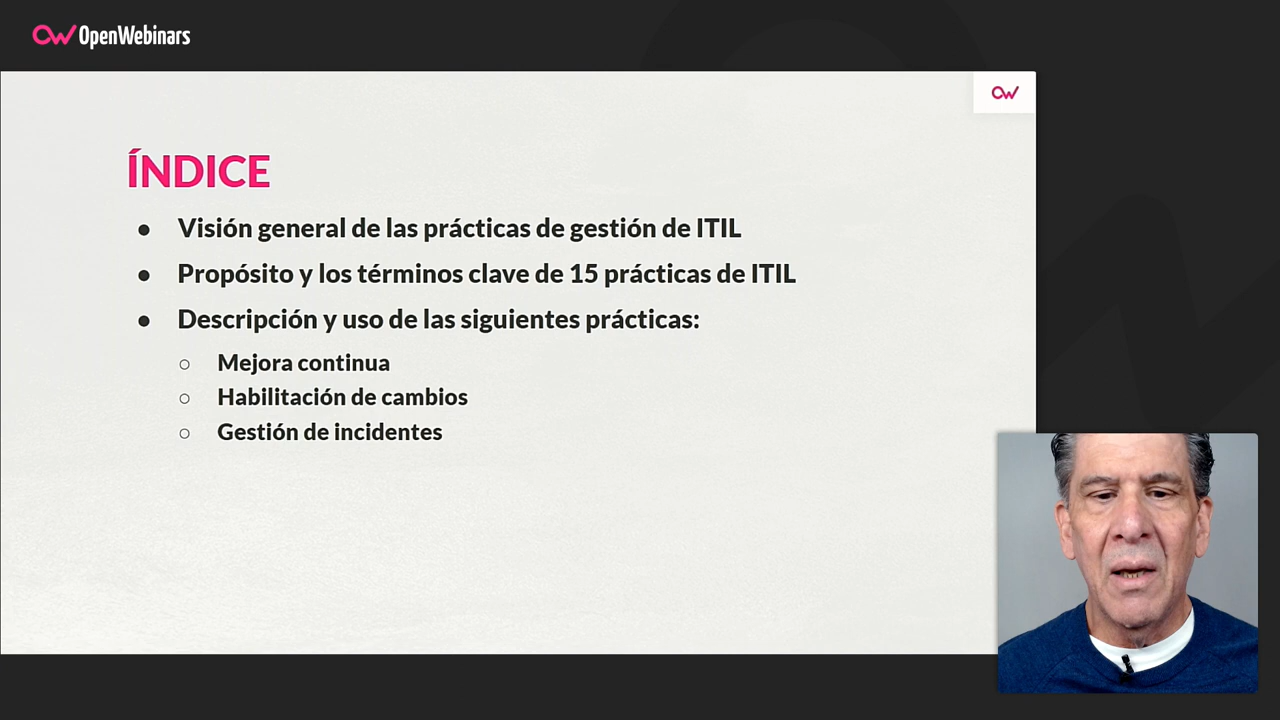 OpenWebinars
ÍNDICE
● Visión general de las prácticas de gestión de ITIL
● Propósito y los términos clave de 15 prácticas de ITIL
● Descripción y uso de las siguientes prácticas:
○ Mejora continua
○ Habilitación de cambios
○ Gestión de incidentes